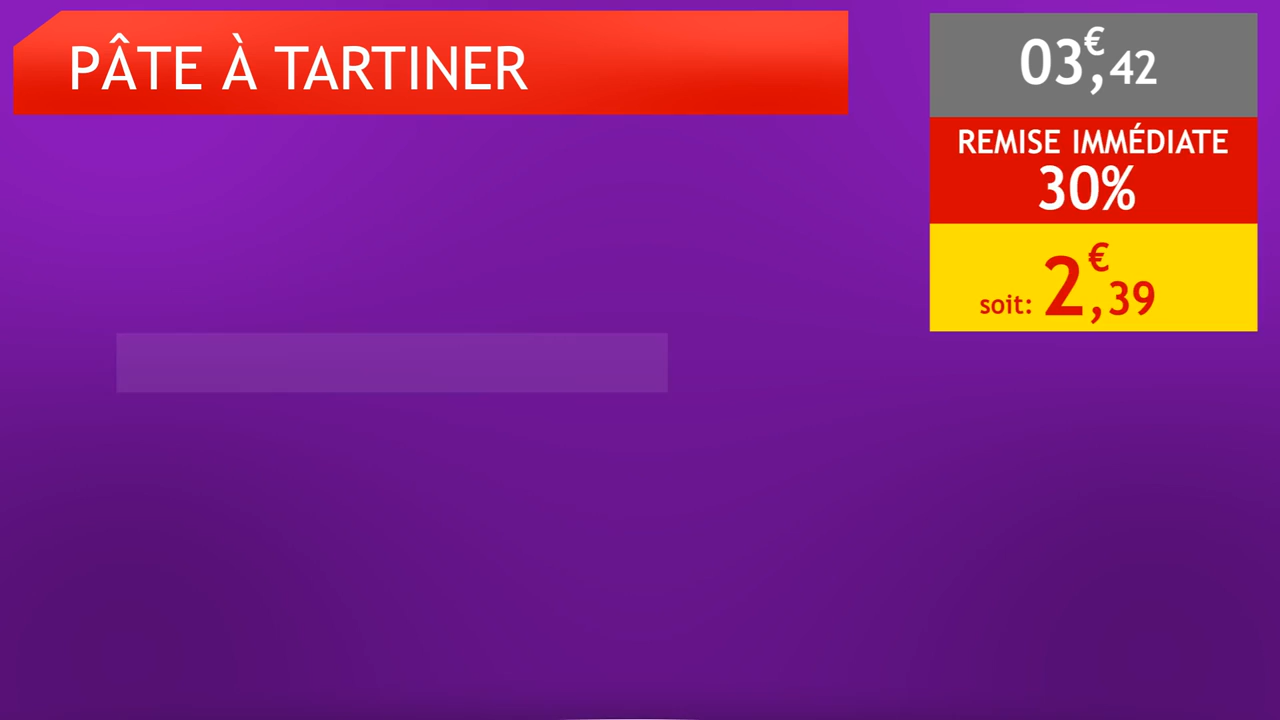 PÂTE À TARTINER
03€,42
REMISE IMMÉDIATE
30%
soit: 2€,39